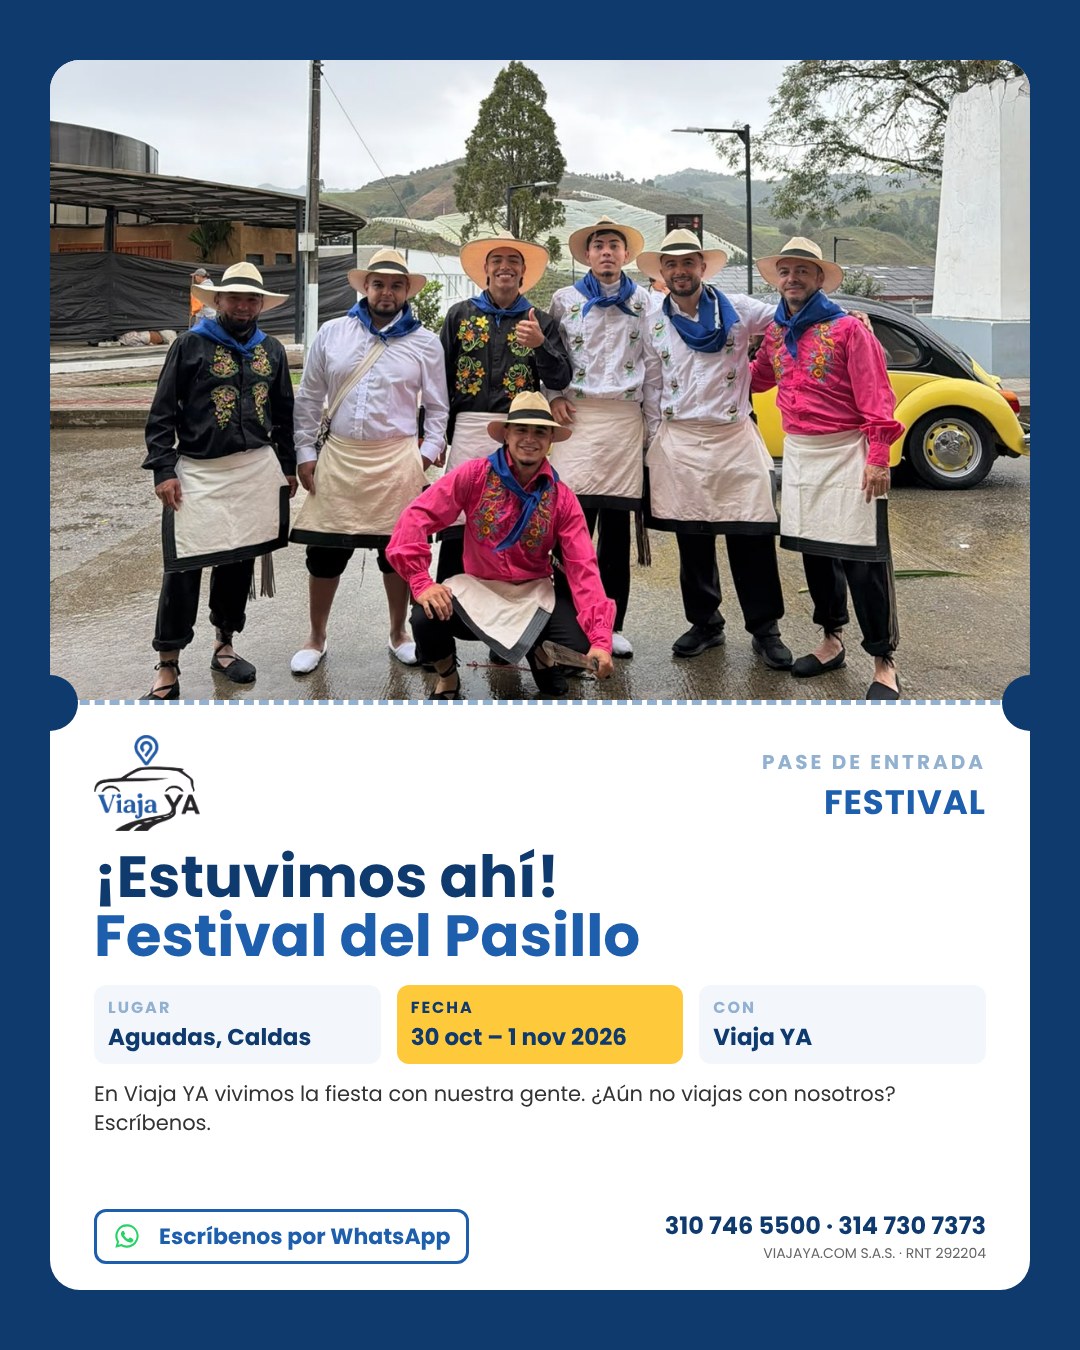 Viaja YA
PASE DE ENTRADA
FESTIVAL
¡Estuvimos ahí!
Festival del Pasillo
LUGAR
Aguadas, Caldas
FECHA
30 oct – 1 nov 2026
CON
Viaja YA
En Viaja YA vivimos la fiesta con nuestra gente. ¿Aún no viajas con nosotros?
Escríbenos.
Escríbenos por WhatsApp
310 746 5500 · 314 730 7373
VIAJAYA.COM S.A.S. · RNT 292204